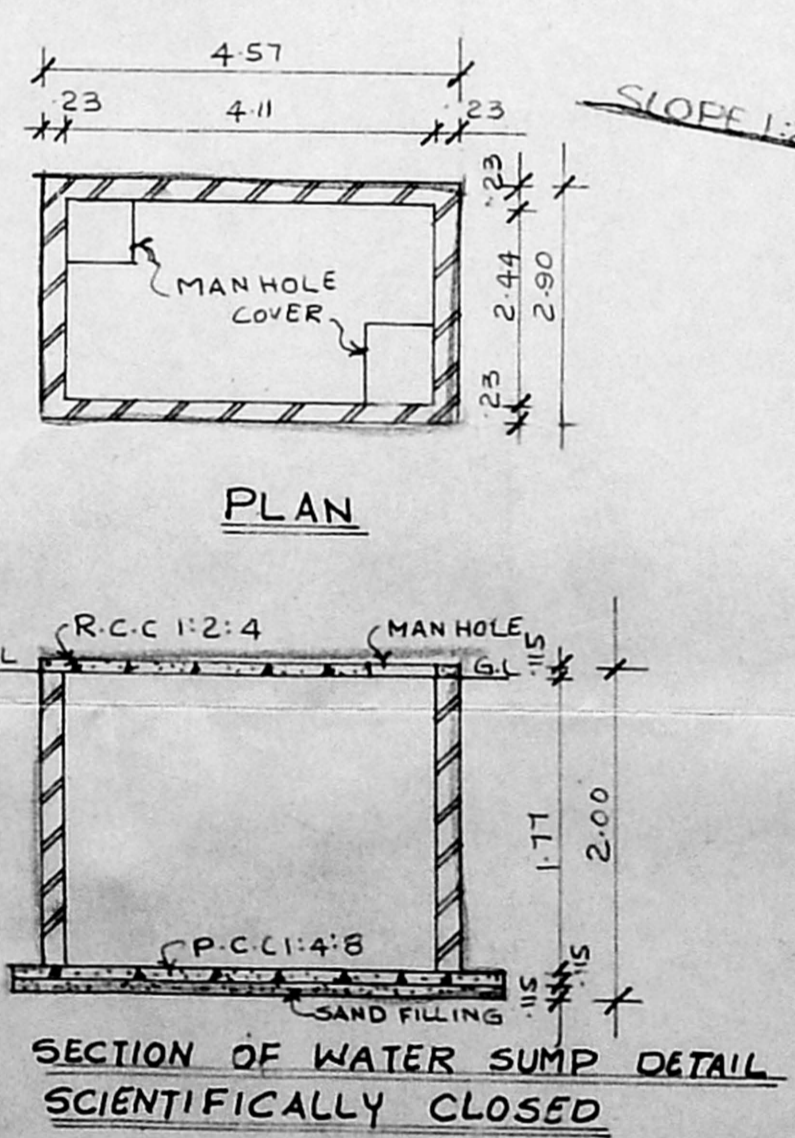 4.57
.23 4.11 .23
SLOPE 1:
.23
2.44
2.90
.23
MAN HOLE
COVER
PLAN
R.C.C 1:2:4
MAN HOLE
L
G.L
.115
1.77
2.00
P.C.C 1:4:8
.115
.115
SAND FILLING
SECTION OF WATER SUMP DETAIL
SCIENTIFICALLY CLOSED